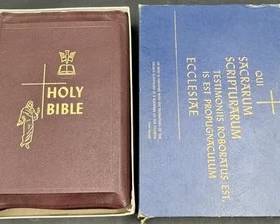 HOLY
BIBLE
QUI
SACRARUM
SCRIPTURARUM
TESTIMONIIS ROBORATUS EST,
IS EST PROPUGNACULUM
ECCLESIAE